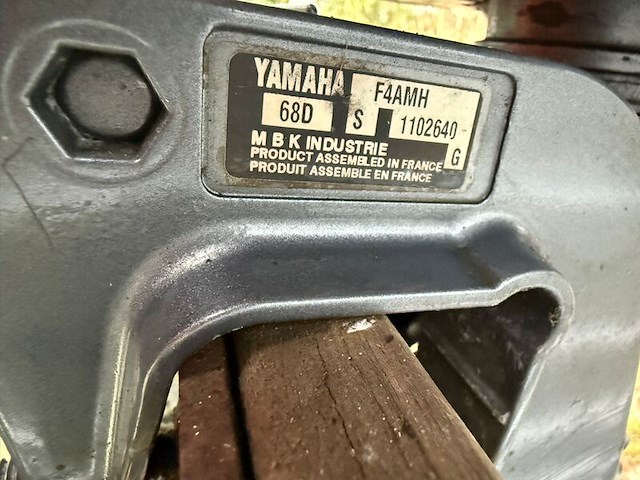 YAMAHA F4AMH
68D S 1102640
M B K INDUSTRIE
PRODUCT ASSEMBLED IN FRANCE G
PRODUIT ASSEMBLE EN FRANCE